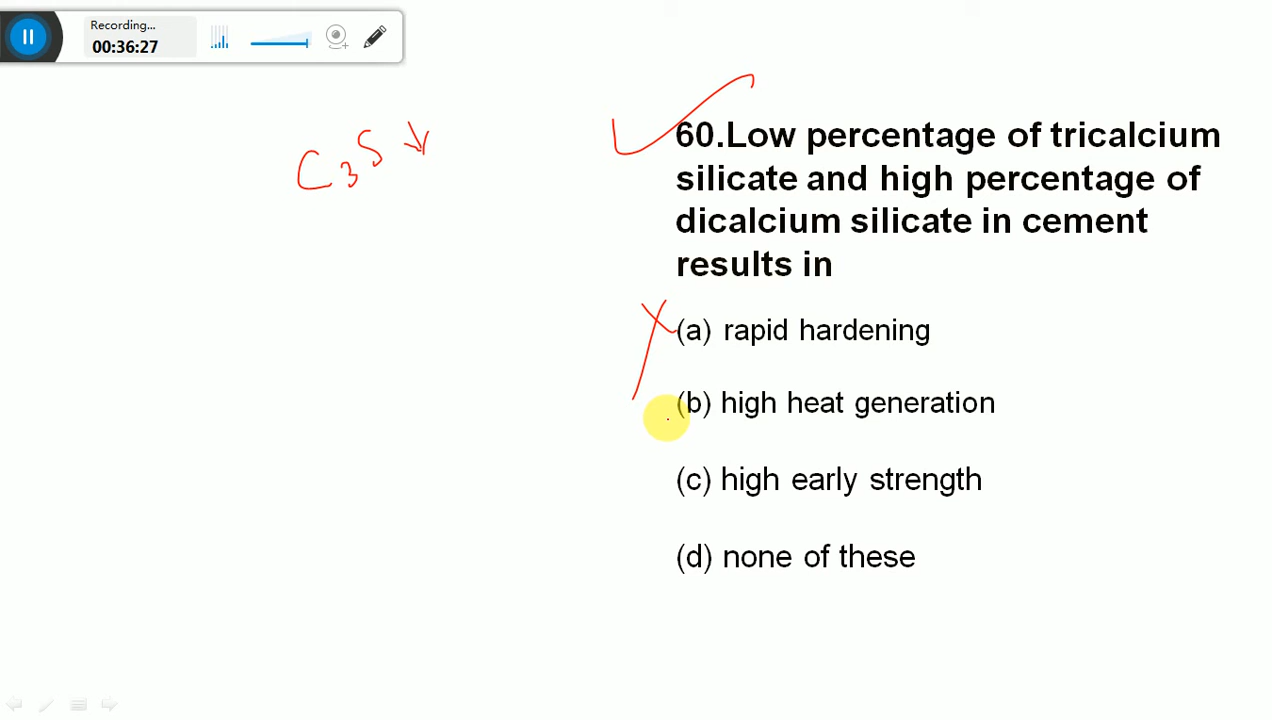 Recording...
00:36:27
C3S ↓
60.Low percentage of tricalcium
silicate and high percentage of
dicalcium silicate in cement
results in
(a) rapid hardening
(b) high heat generation
(c) high early strength
(d) none of these